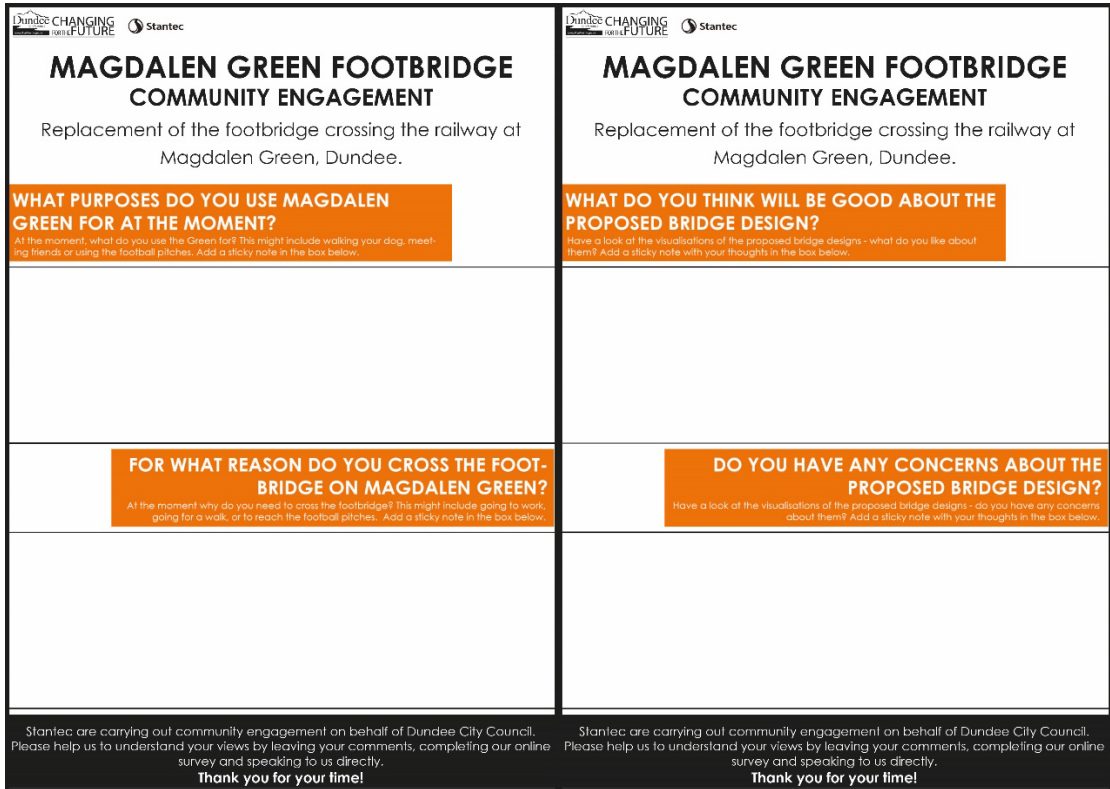 Dundee CHANGING
FOR THE FUTURE
Stantec
MAGDALEN GREEN FOOTBRIDGE
COMMUNITY ENGAGEMENT
Replacement of the footbridge crossing the railway at
Magdalen Green, Dundee.
WHAT PURPOSES DO YOU USE MAGDALEN
GREEN FOR AT THE MOMENT?
At the moment, what do you use the Green for? This might include walking your dog, meet-
ing friends or using the football pitches. Add a sticky note in the box below.
FOR WHAT REASON DO YOU CROSS THE FOOT-
BRIDGE ON MAGDALEN GREEN?
At the moment why do you need to cross the footbridge? This might include going to work,
going for a walk, or to reach the football pitches. Add a sticky note in the box below.
Stantec are carrying out community engagement on behalf of Dundee City Council.
Please help us to understand your views by leaving your comments, completing our online
survey and speaking to us directly.
Thank you for your time!
Dundee CHANGING
FOR THE FUTURE
Stantec
MAGDALEN GREEN FOOTBRIDGE
COMMUNITY ENGAGEMENT
Replacement of the footbridge crossing the railway at
Magdalen Green, Dundee.
WHAT DO YOU THINK WILL BE GOOD ABOUT THE
PROPOSED BRIDGE DESIGN?
Have a look at the visualisations of the proposed bridge designs - what do you like about
them? Add a sticky note with your thoughts in the box below.
DO YOU HAVE ANY CONCERNS ABOUT THE
PROPOSED BRIDGE DESIGN?
Have a look at the visualisations of the proposed bridge designs - do you have any concerns
about them? Add a sticky note with your thoughts in the box below.
Stantec are carrying out community engagement on behalf of Dundee City Council.
Please help us to understand your views by leaving your comments, completing our online
survey and speaking to us directly.
Thank you for your time!